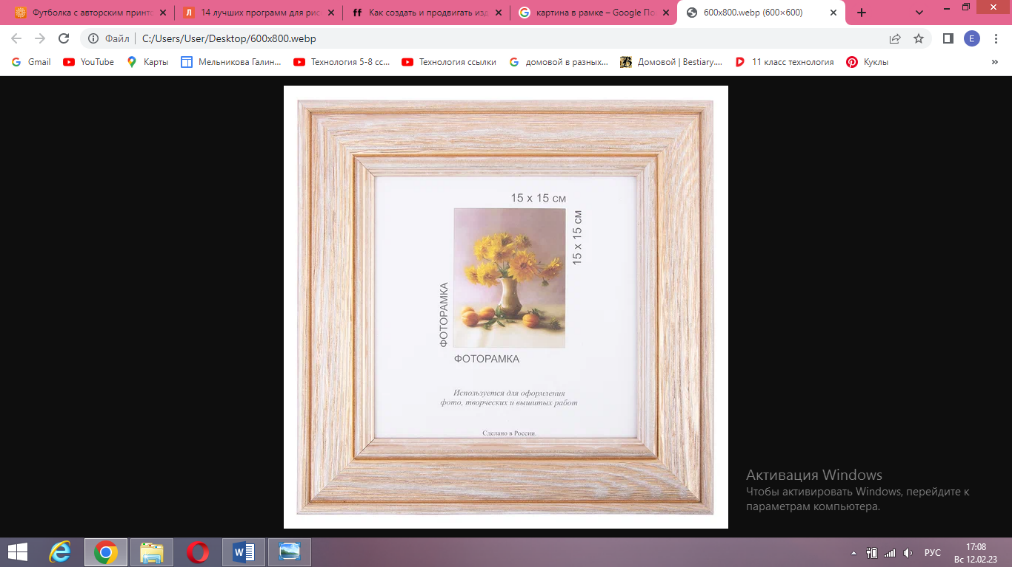 Футболка с авторским принт
14 лучших программ для рис
Как создать и продвигать изд
картина в рамке – Google По
600x800.webp (600×600)
Файл
C:/Users/User/Desktop/600x800.webp
E
Gmail
YouTube
Карты
Мельникова Галин...
Технология 5-8 сс...
Технология ссылки
домовой в разных...
Домовой | Bestiary....
11 класс технология
Куклы
»
15 х 15 см
15 х 15 см
ФОТОРАМКА
ФОТОРАМКА
Используется для оформления
фото, творческих и вышитых работ
Сделано в России.
Активация Windows
Чтобы активировать Windows, перейдите к
параметрам компьютера.
РУС
17:08
Вс 12.02.23